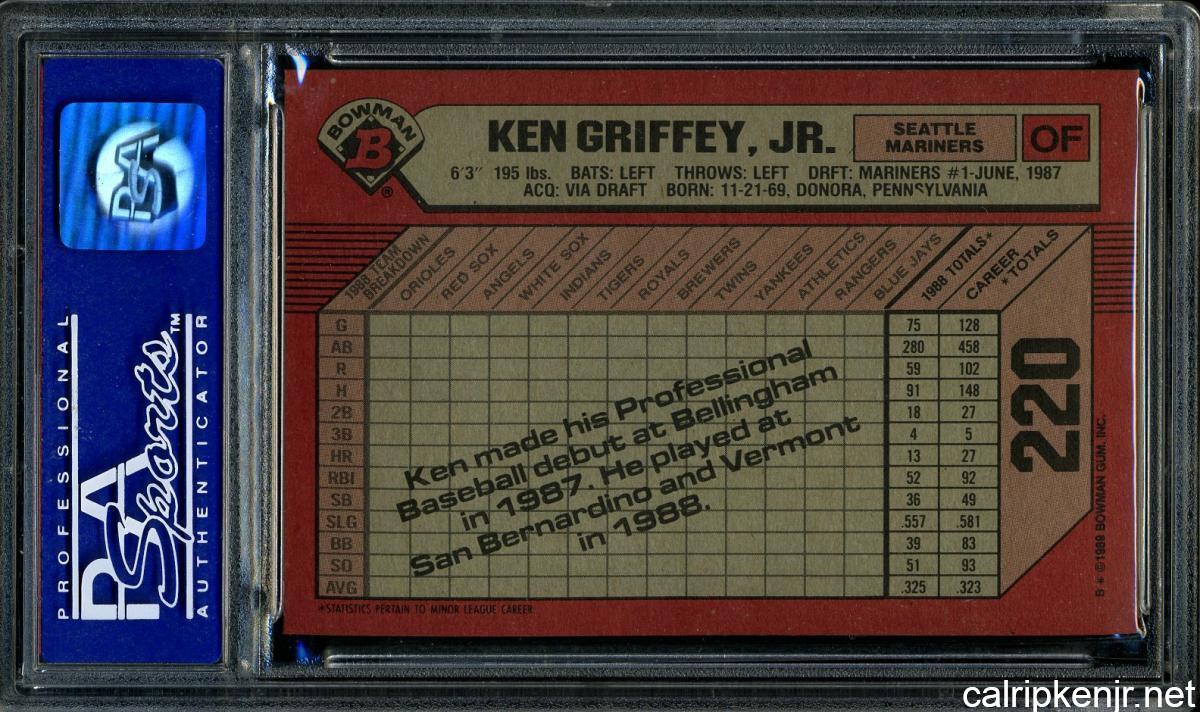 PSA
PROFESSIONAL
PSA Sports™
AUTHENTICATOR
BOWMAN
B
®
KEN GRIFFEY, JR.
SEATTLE
MARINERS
OF
6'3" 195 lbs. BATS: LEFT THROWS: LEFT DRFT: MARINERS #1-JUNE, 1987
ACQ: VIA DRAFT BORN: 11-21-69, DONORA, PENNSYLVANIA
1988 TEAM
BREAKDOWN
ORIOLES
RED SOX
ANGELS
WHITE SOX
INDIANS
TIGERS
ROYALS
BREWERS
TWINS
YANKEES
ATHLETICS
RANGERS
BLUE JAYS
1988 TOTALS*
CAREER
* TOTALS
G 75 128
AB 280 458
R 59 102
H 91 148
2B 18 27
3B 4 5
HR 13 27
RBI 52 92
SB 36 49
SLG .557 .581
BB 39 83
SO 51 93
AVG .325 .323
Ken made his Professional
Baseball debut at Bellingham
in 1987. He played at
San Bernardino and Vermont
in 1988.
220
*STATISTICS PERTAIN TO MINOR LEAGUE CAREER
B * ©1989 BOWMAN GUM, INC.
calripkenjr.net